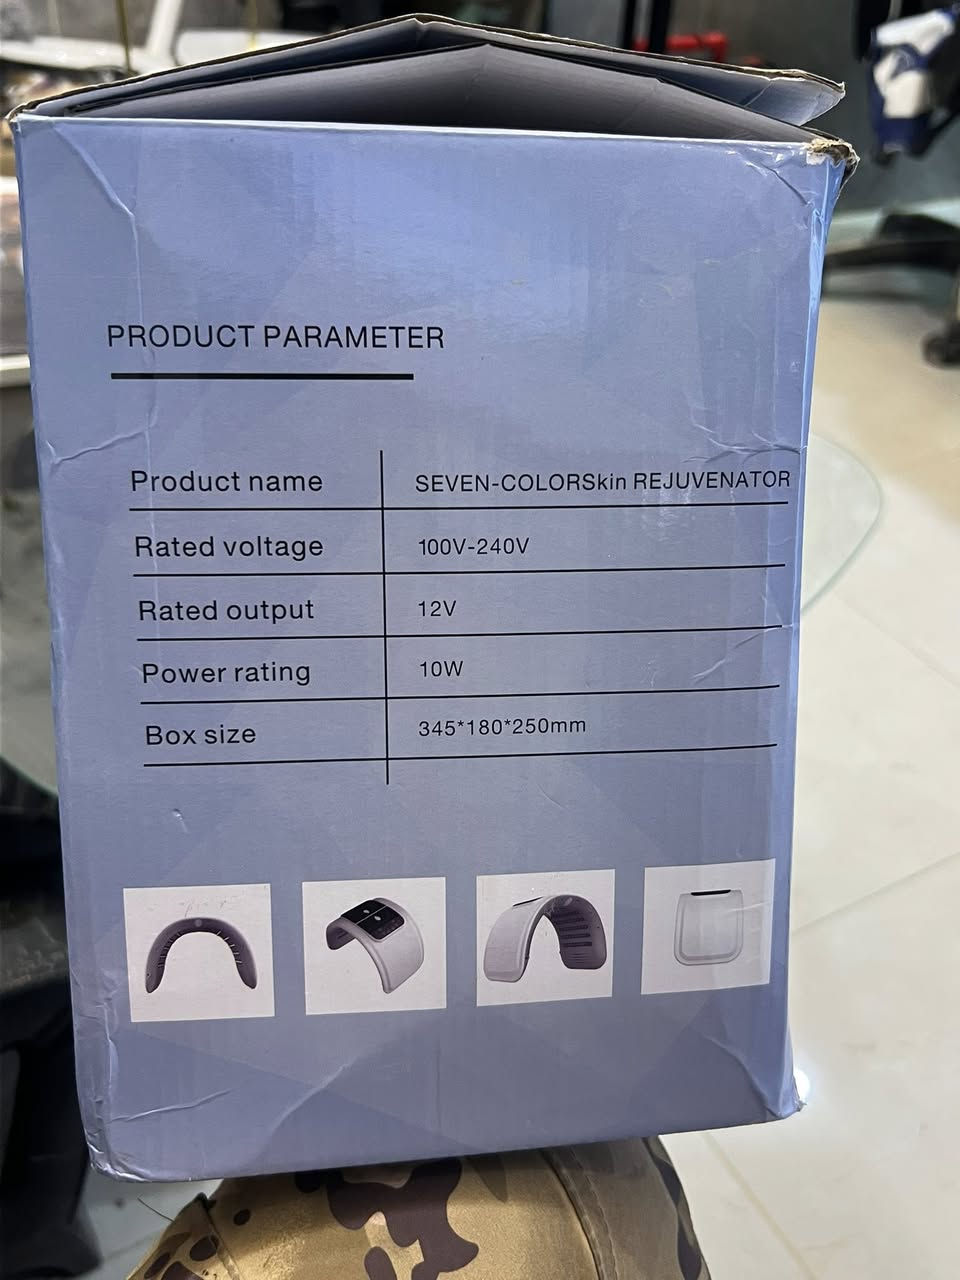 PRODUCT PARAMETER
Product name SEVEN-COLORSkin REJUVENATOR
Rated voltage 100V-240V
Rated output 12V
Power rating 10W
Box size 345*180*250mm